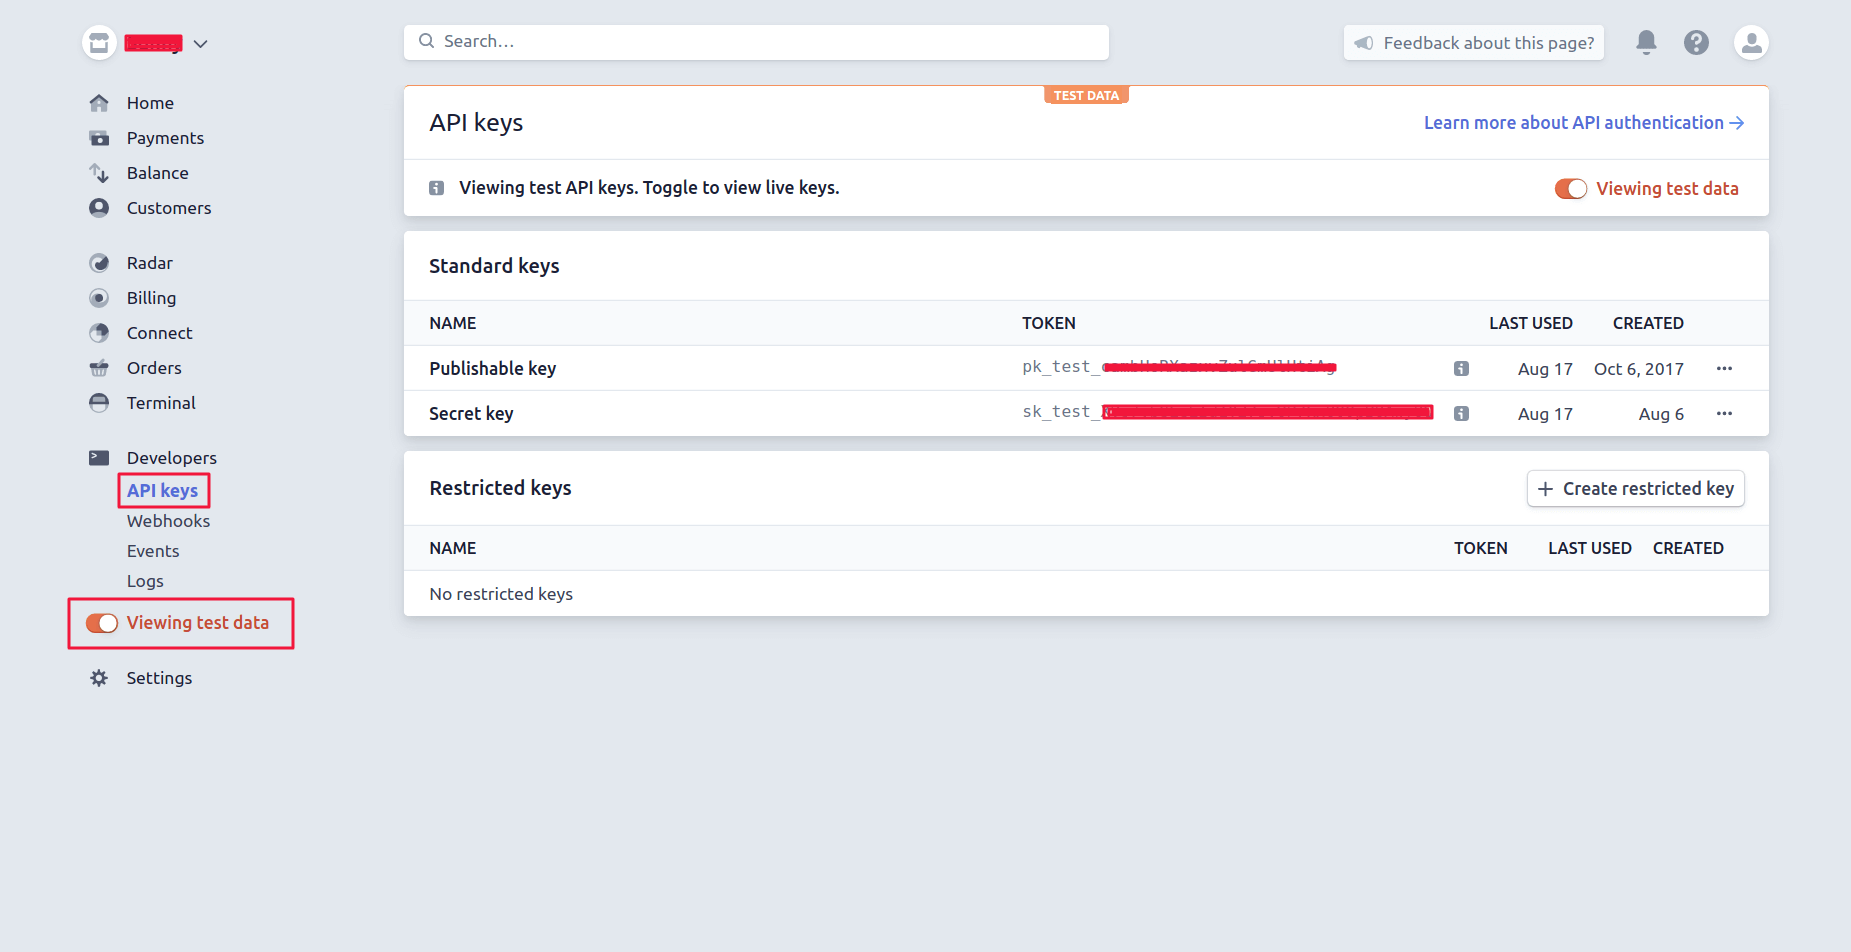 Search...
Feedback about this page?
Home
Payments
Balance
Customers
Radar
Billing
Connect
Orders
Terminal
Developers
API keys
Webhooks
Events
Logs
Viewing test data
Settings
TEST DATA
API keys
Learn more about API authentication →
Viewing test API keys. Toggle to view live keys.
Viewing test data
Standard keys
NAME TOKEN LAST USED CREATED
Publishable key pk_test_ Aug 17 Oct 6, 2017
Secret key sk_test_ Aug 17 Aug 6
Restricted keys
+ Create restricted key
NAME TOKEN LAST USED CREATED
No restricted keys